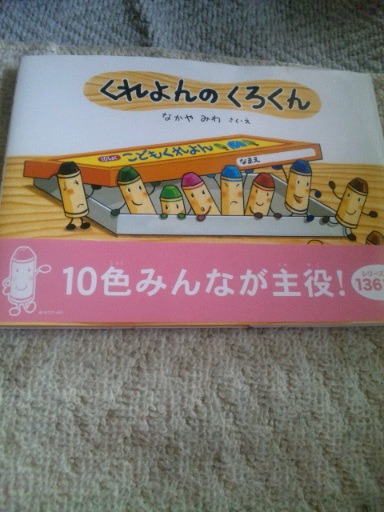 くれよんのくろくん
なかや みわ さく・え
こどもくれよん
なまえ
10色みんなが主役!
シリーズ
136